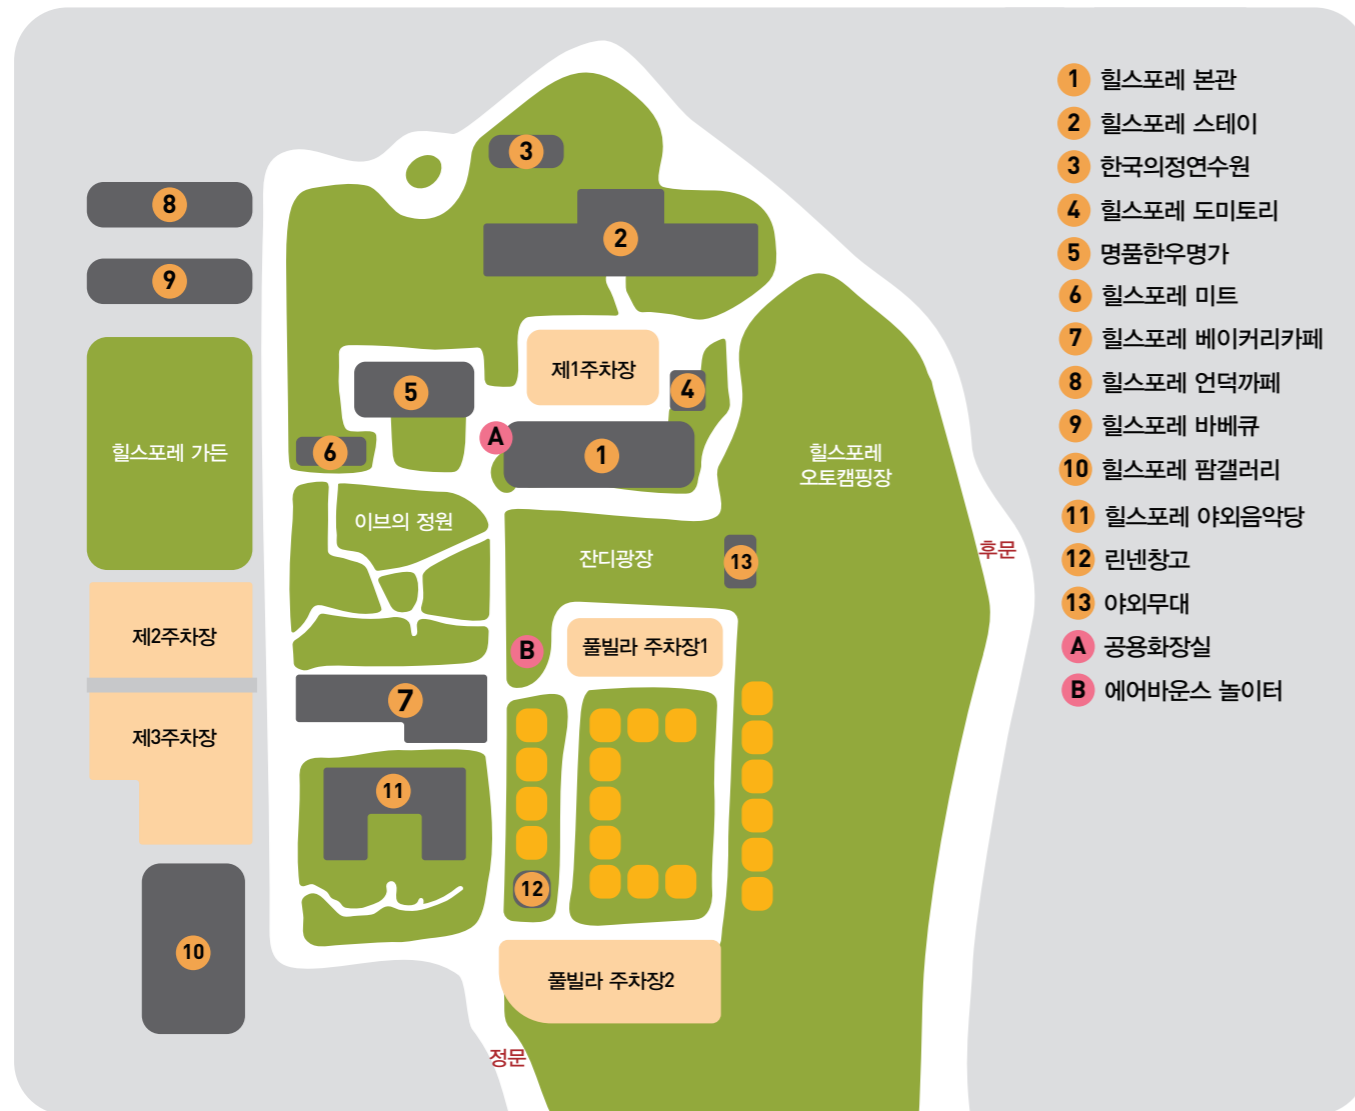 3
8
2
9
제1주차장
5
4
A
1
6
힐스포레 가든
힐스포레
오토캠핑장
이브의 정원
잔디광장
13
후문
제2주차장
B
풀빌라 주차장1
7
제3주차장
11
12
10
풀빌라 주차장2
정문
1 힐스포레 본관
2 힐스포레 스테이
3 한국의정연수원
4 힐스포레 도미토리
5 명품한우명가
6 힐스포레 미트
7 힐스포레 베이커리카페
8 힐스포레 언덕까페
9 힐스포레 바베큐
10 힐스포레 팜갤러리
11 힐스포레 야외음악당
12 린넨창고
13 야외무대
A 공용화장실
B 에어바운스 놀이터